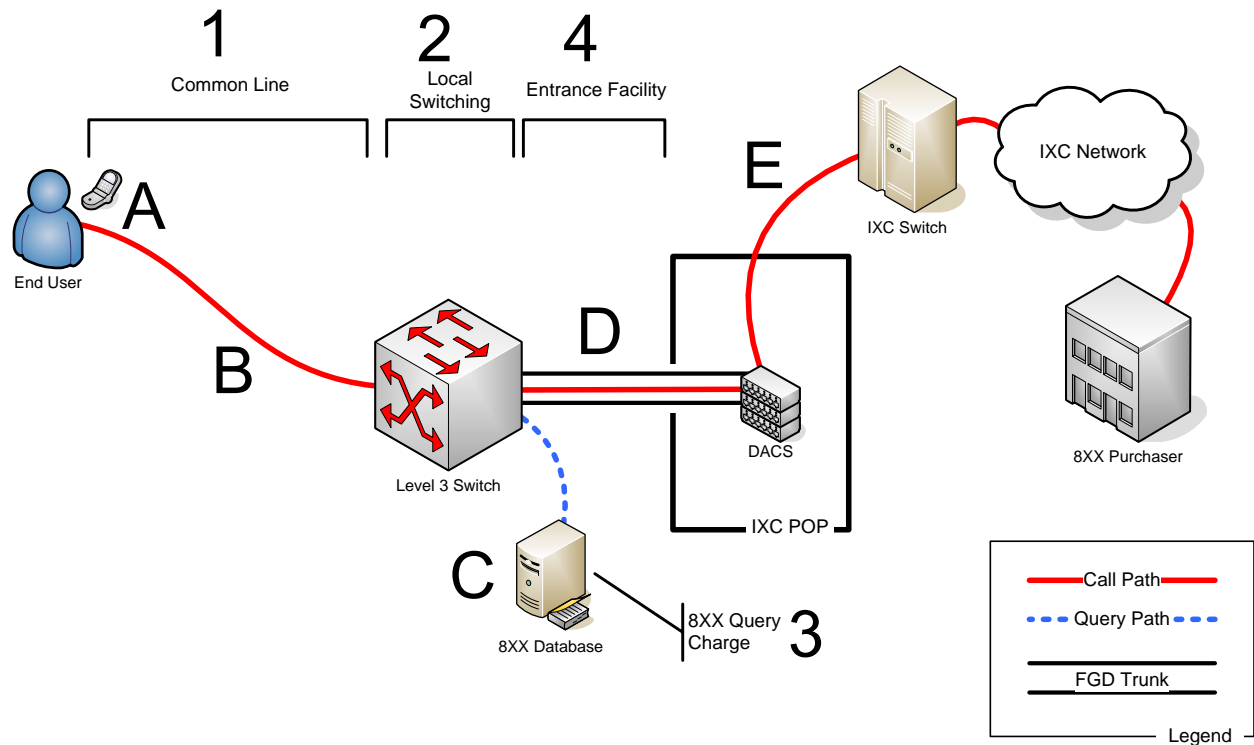 1
2
4
Common Line
Local
Switching
Entrance Facility
E
IXC Network
A
IXC Switch
End User
D
B
DACS
8XX Purchaser
Level 3 Switch
IXC POP
C
8XX Query
Charge
3
8XX Database
Call Path
Query Path
FGD Trunk
Legend